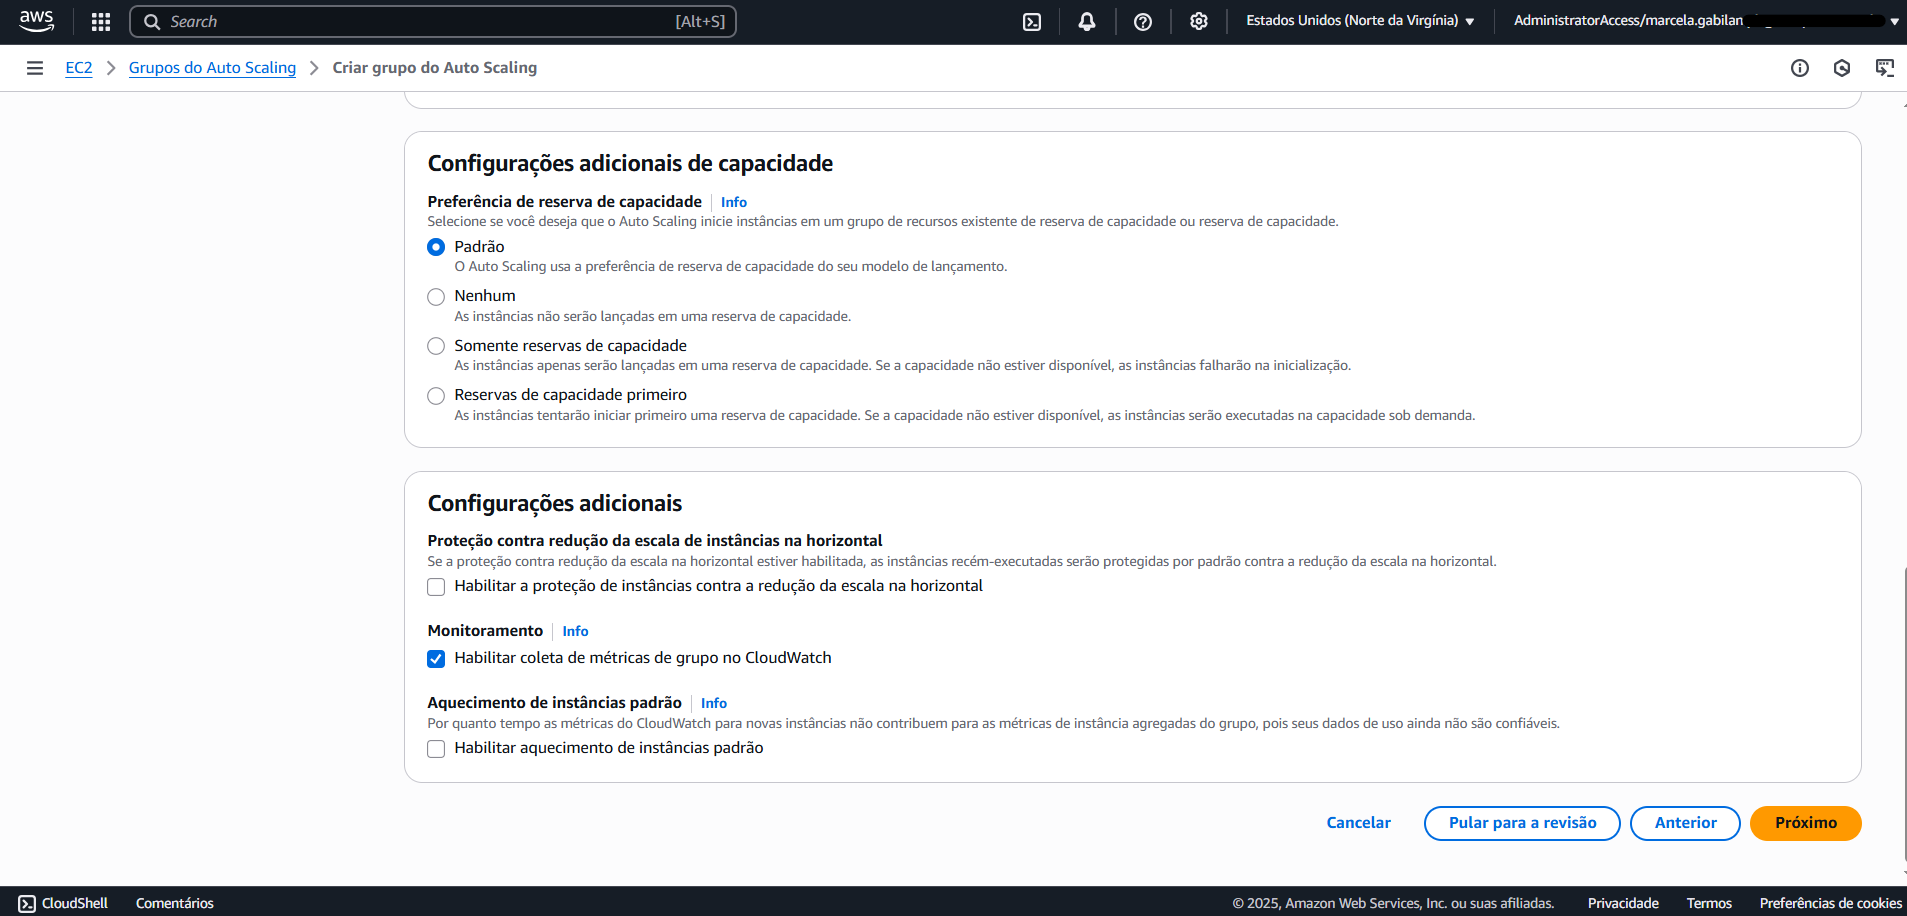 aws
Search [Alt+S]
Estados Unidos (Norte da Virgínia)
AdministratorAccess/marcela.gabilan
EC2 > Grupos do Auto Scaling > Criar grupo do Auto Scaling
Configurações adicionais de capacidade
Preferência de reserva de capacidade | Info
Selecione se você deseja que o Auto Scaling inicie instâncias em um grupo de recursos existente de reserva de capacidade ou reserva de capacidade.
Padrão
O Auto Scaling usa a preferência de reserva de capacidade do seu modelo de lançamento.
Nenhum
As instâncias não serão lançadas em uma reserva de capacidade.
Somente reservas de capacidade
As instâncias apenas serão lançadas em uma reserva de capacidade. Se a capacidade não estiver disponível, as instâncias falharão na inicialização.
Reservas de capacidade primeiro
As instâncias tentarão iniciar primeiro uma reserva de capacidade. Se a capacidade não estiver disponível, as instâncias serão executadas na capacidade sob demanda.
Configurações adicionais
Proteção contra redução da escala de instâncias na horizontal
Se a proteção contra redução da escala na horizontal estiver habilitada, as instâncias recém-executadas serão protegidas por padrão contra a redução da escala na horizontal.
Habilitar a proteção de instâncias contra a redução da escala na horizontal
Monitoramento | Info
Habilitar coleta de métricas de grupo no CloudWatch
Aquecimento de instâncias padrão | Info
Por quanto tempo as métricas do CloudWatch para novas instâncias não contribuem para as métricas de instância agregadas do grupo, pois seus dados de uso ainda não são confiáveis.
Habilitar aquecimento de instâncias padrão
Cancelar
Pular para a revisão
Anterior
Próximo
CloudShell
Comentários
© 2025, Amazon Web Services, Inc. ou suas afiliadas.
Privacidade
Termos
Preferências de cookies